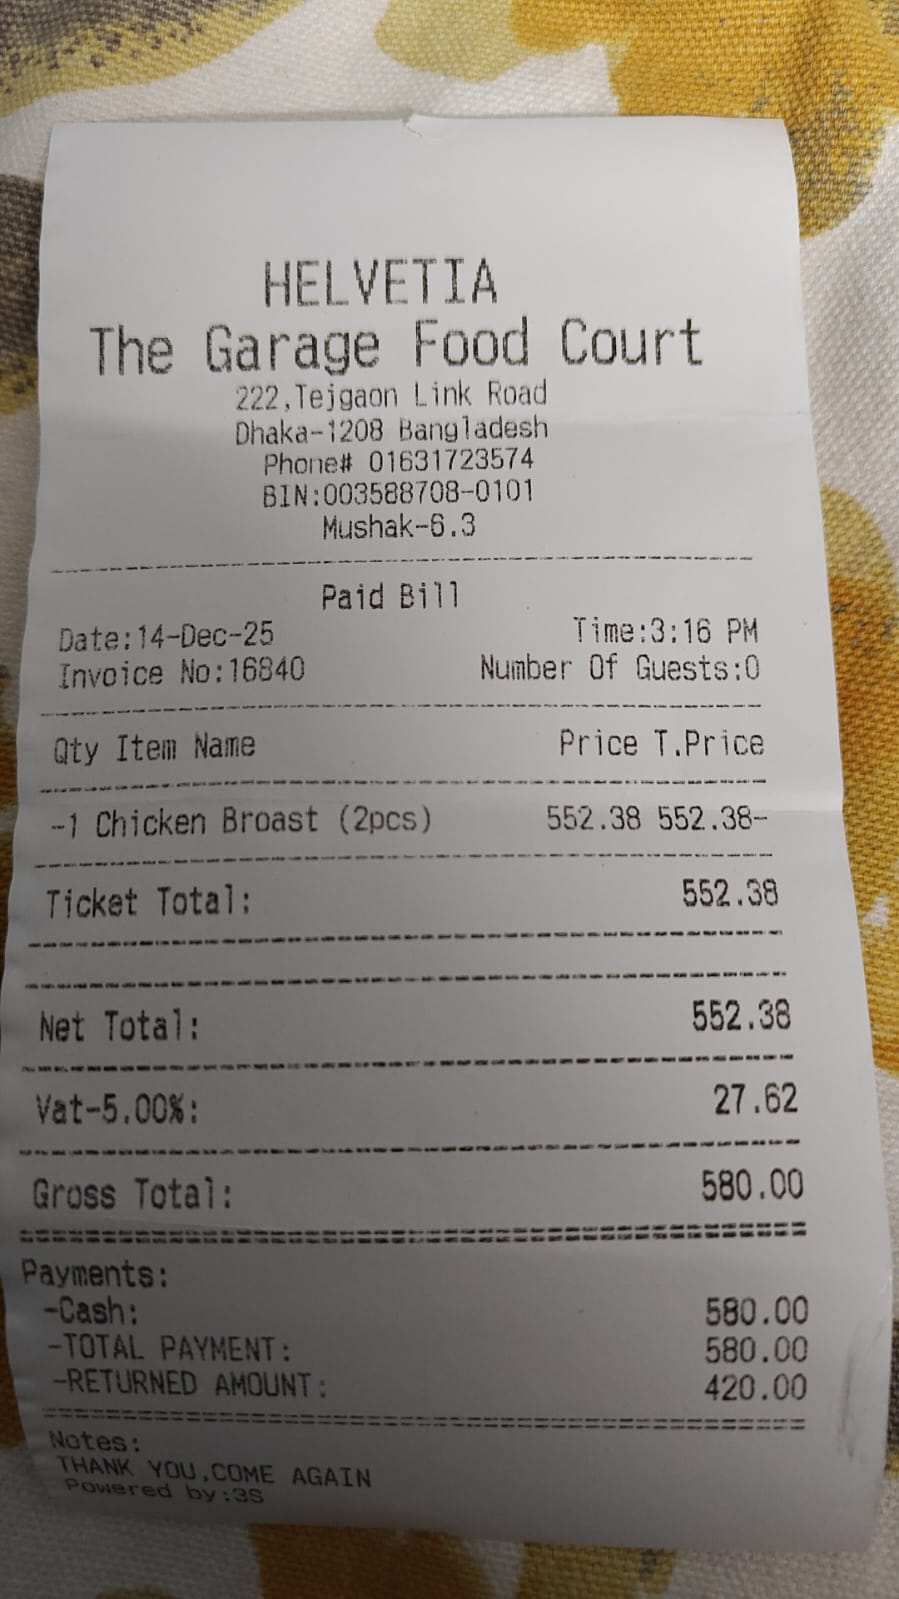 HELVETIA
The Garage Food Court
222,Tejgaon Link Road
Dhaka-1208 Bangladesh
Phone# 01631723574
BIN:003588708-0101
Mushak-6.3
Paid Bill
Date:14-Dec-25 Time:3:16 PM
Invoice No:16840 Number Of Guests:0
Qty Item Name Price T.Price
-1 Chicken Broast (2pcs) 552.38 552.38-
Ticket Total: 552.38
Net Total: 552.38
Vat-5.00%: 27.62
Gross Total: 580.00
Payments:
-Cash: 580.00
-TOTAL PAYMENT: 580.00
-RETURNED AMOUNT: 420.00
Notes:
THANK YOU,COME AGAIN
Powered by:3S